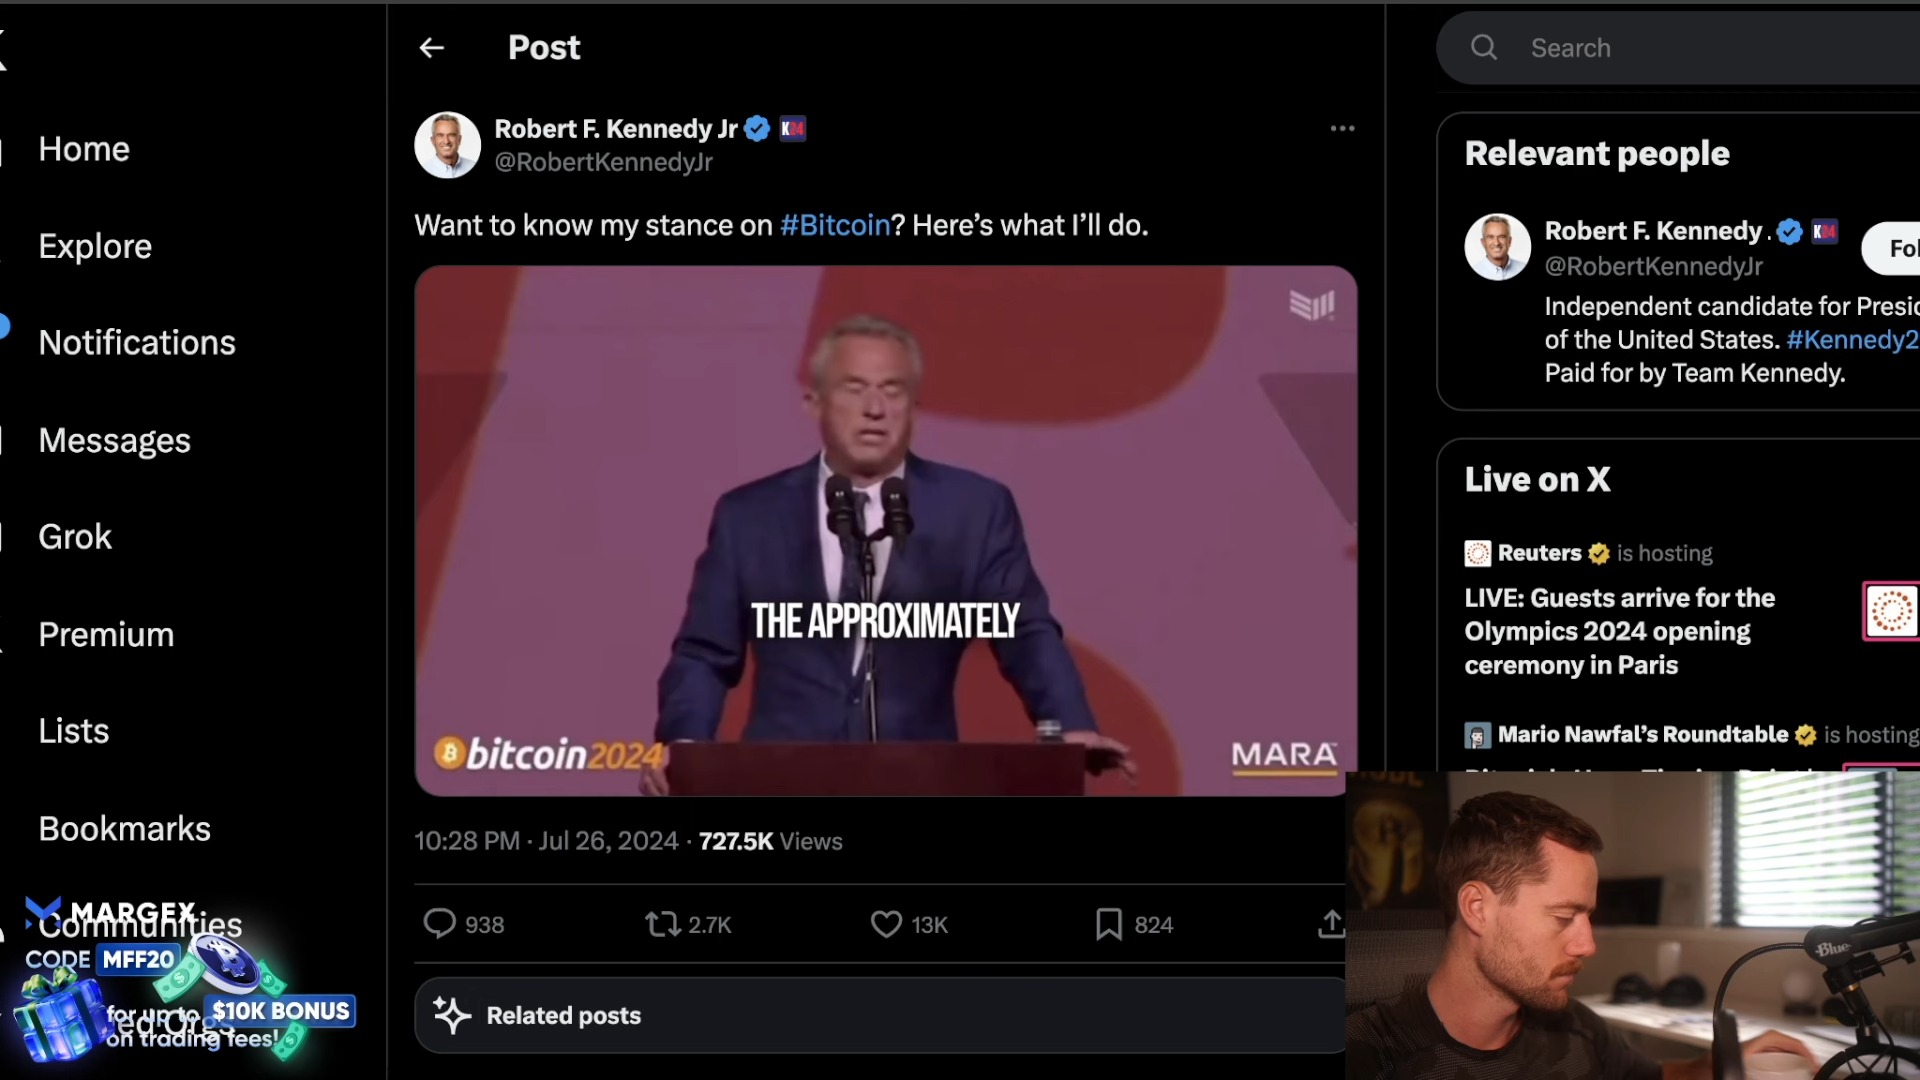 Home
Explore
Notifications
Messages
Grok
Premium
Lists
Bookmarks
Communities
MARGEX
CODE MFF20
for up to $10K BONUS
on trading fees!
Post
Robert F. Kennedy Jr K24
@RobertKennedyJr
Want to know my stance on #Bitcoin? Here's what I'll do.
THE APPROXIMATELY
bitcoin2024
MARA
10:28 PM · Jul 26, 2024 · 727.5K Views
938 2.7K 13K 824
Related posts
Search
Relevant people
Robert F. Kennedy . K24
@RobertKennedyJr
Fol
Independent candidate for Presid
of the United States. #Kennedy2
Paid for by Team Kennedy.
Live on X
Reuters is hosting
LIVE: Guests arrive for the
Olympics 2024 opening
ceremony in Paris
Mario Nawfal's Roundtable is hosting
Blue